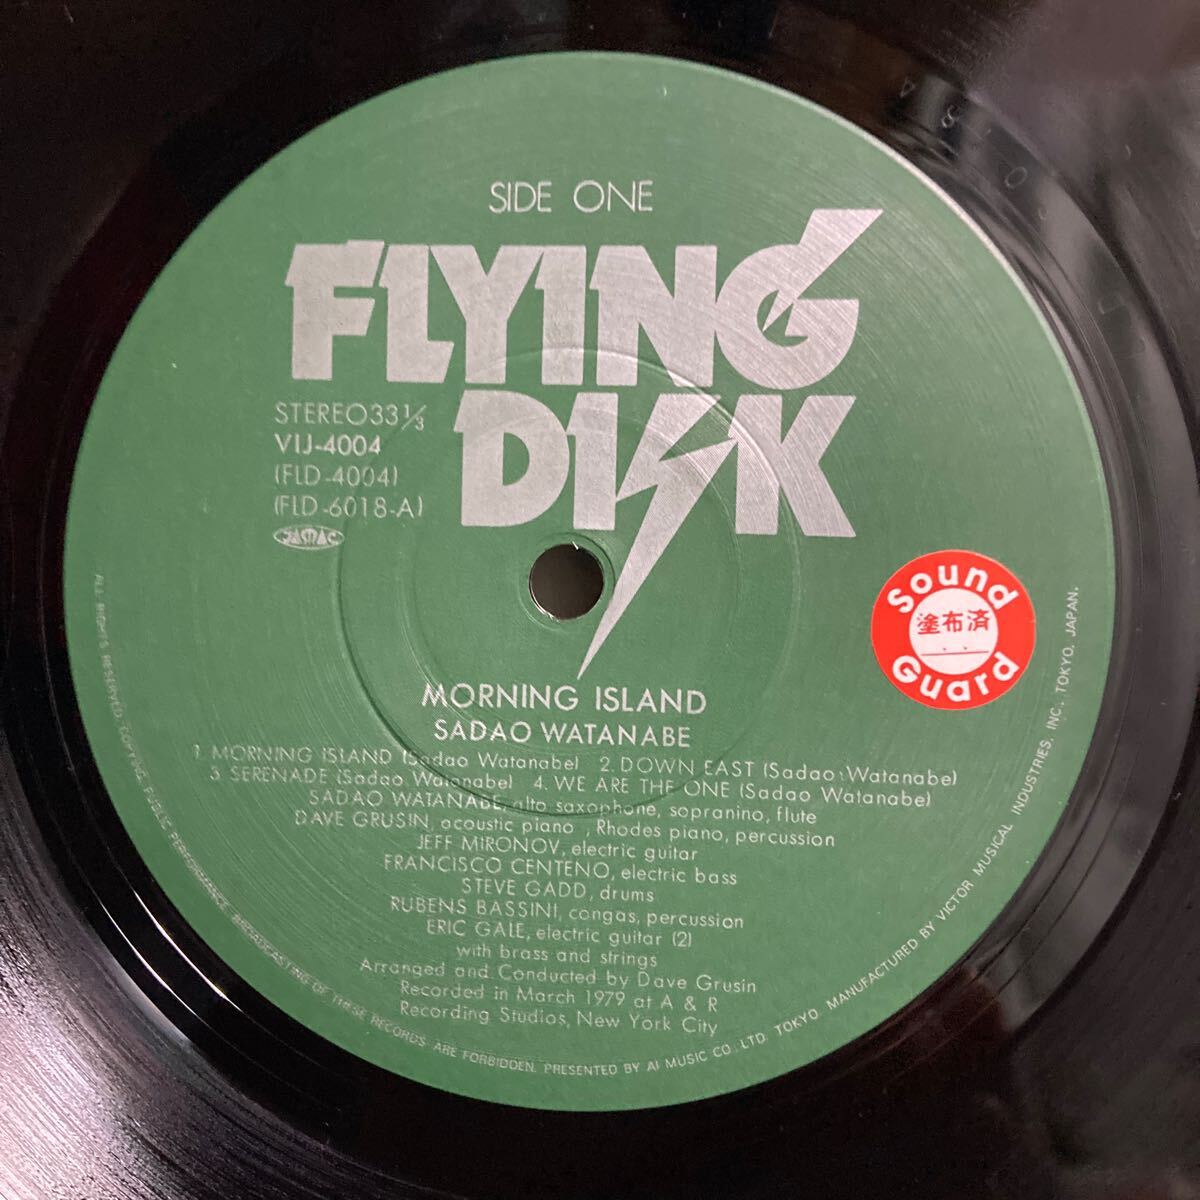 SIDE ONE
FLYING
DISK
STEREO 33 1/3
VIJ-4004
(FLD-4004)
(FLD-6018-A)
JASRAC
Sound
塗布済
Guard
MORNING ISLAND
SADAO WATANABE
1. MORNING ISLAND (Sadao Watanabe) 2. DOWN EAST (Sadao Watanabe)
3. SERENADE (Sadao Watanabe) 4. WE ARE THE ONE (Sadao Watanabe)
SADAO WATANABE, alto saxophone, sopranino, flute
DAVE GRUSIN, acoustic piano, Rhodes piano, percussion
JEFF MIRONOV, electric guitar
FRANCISCO CENTENO, electric bass
STEVE GADD, drums
RUBENS BASSINI, congas, percussion
ERIC GALE, electric guitar (2)
with brass and strings
Arranged and Conducted by Dave Grusin
Recorded in March 1979 at A & R
Recording Studios, New York City
ALL RIGHTS RESERVED. COPYING, PUBLIC PERFORMANCE, BROADCASTING OF THESE RECORDS ARE FORBIDDEN. PRESENTED BY AI MUSIC CO., LTD. TOKYO. MANUFACTURED BY VICTOR MUSICAL INDUSTRIES, INC. TOKYO, JAPAN.